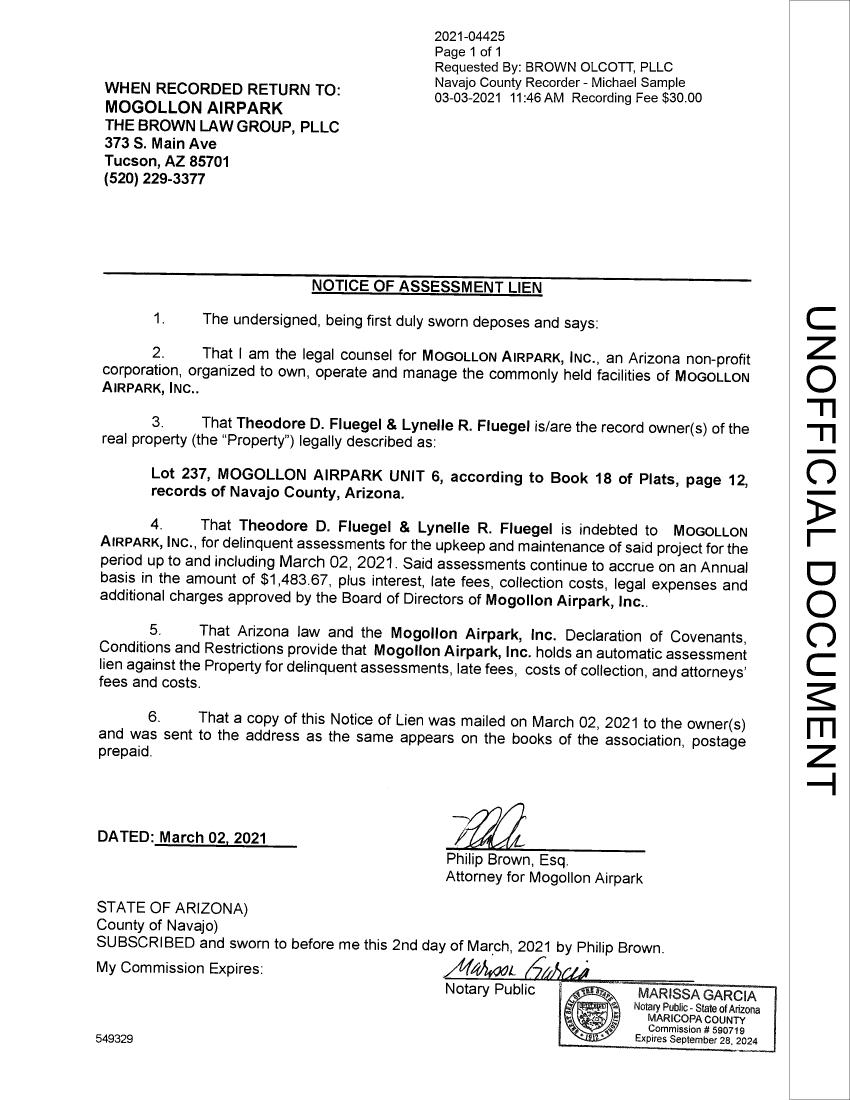 2021-04425
Page 1 of 1
Requested By: BROWN OLCOTT, PLLC
Navajo County Recorder - Michael Sample
03-03-2021 11:46 AM Recording Fee $30.00
WHEN RECORDED RETURN TO:
MOGOLLON AIRPARK
THE BROWN LAW GROUP, PLLC
373 S. Main Ave
Tucson, AZ 85701
(520) 229-3377
NOTICE OF ASSESSMENT LIEN
1. The undersigned, being first duly sworn deposes and says:
2. That I am the legal counsel for MOGOLLON AIRPARK, INC., an Arizona non-profit
corporation, organized to own, operate and manage the commonly held facilities of MOGOLLON
AIRPARK, INC..
3. That Theodore D. Fluegel & Lynelle R. Fluegel is/are the record owner(s) of the
real property (the "Property") legally described as:
Lot 237, MOGOLLON AIRPARK UNIT 6, according to Book 18 of Plats, page 12,
records of Navajo County, Arizona.
4. That Theodore D. Fluegel & Lynelle R. Fluegel is indebted to MOGOLLON
AIRPARK, INC., for delinquent assessments for the upkeep and maintenance of said project for the
period up to and including March 02, 2021. Said assessments continue to accrue on an Annual
basis in the amount of $1,483.67, plus interest, late fees, collection costs, legal expenses and
additional charges approved by the Board of Directors of Mogollon Airpark, Inc..
5. That Arizona law and the Mogollon Airpark, Inc. Declaration of Covenants,
Conditions and Restrictions provide that Mogollon Airpark, Inc. holds an automatic assessment
lien against the Property for delinquent assessments, late fees, costs of collection, and attorneys'
fees and costs.
6. That a copy of this Notice of Lien was mailed on March 02, 2021 to the owner(s)
and was sent to the address as the same appears on the books of the association, postage
prepaid.
DATED: March 02, 2021
Philip Brown, Esq.
Attorney for Mogollon Airpark
STATE OF ARIZONA)
County of Navajo)
SUBSCRIBED and sworn to before me this 2nd day of March, 2021 by Philip Brown.
My Commission Expires:
Marissa Garcia
Notary Public
MARISSA GARCIA
Notary Public - State of Arizona
MARICOPA COUNTY
Commission # 590719
Expires September 28, 2024
GREAT SEAL OF THE STATE OF ARIZONA
1912
549329
UNOFFICIAL DOCUMENT